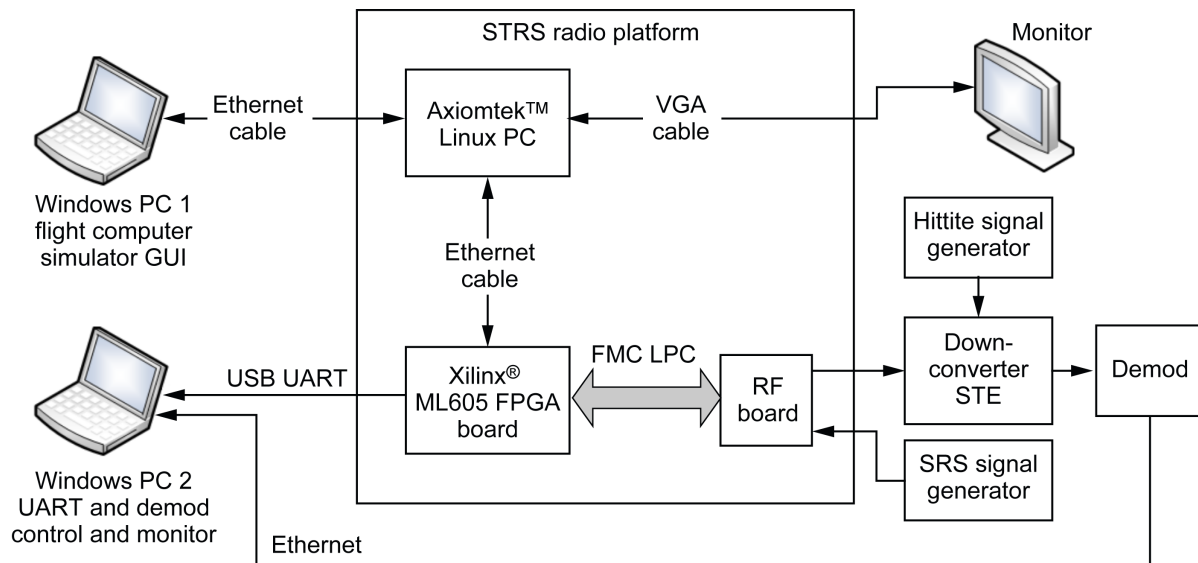 STRS radio platform
Monitor
Ethernet
cable
Axiomtek™
Linux PC
VGA
cable
Windows PC 1
flight computer
simulator GUI
Hittite signal
generator
Ethernet
cable
USB UART
Xilinx®
ML605 FPGA
board
FMC LPC
RF
board
Down-
converter
STE
Demod
SRS signal
generator
Windows PC 2
UART and demod
control and monitor
Ethernet